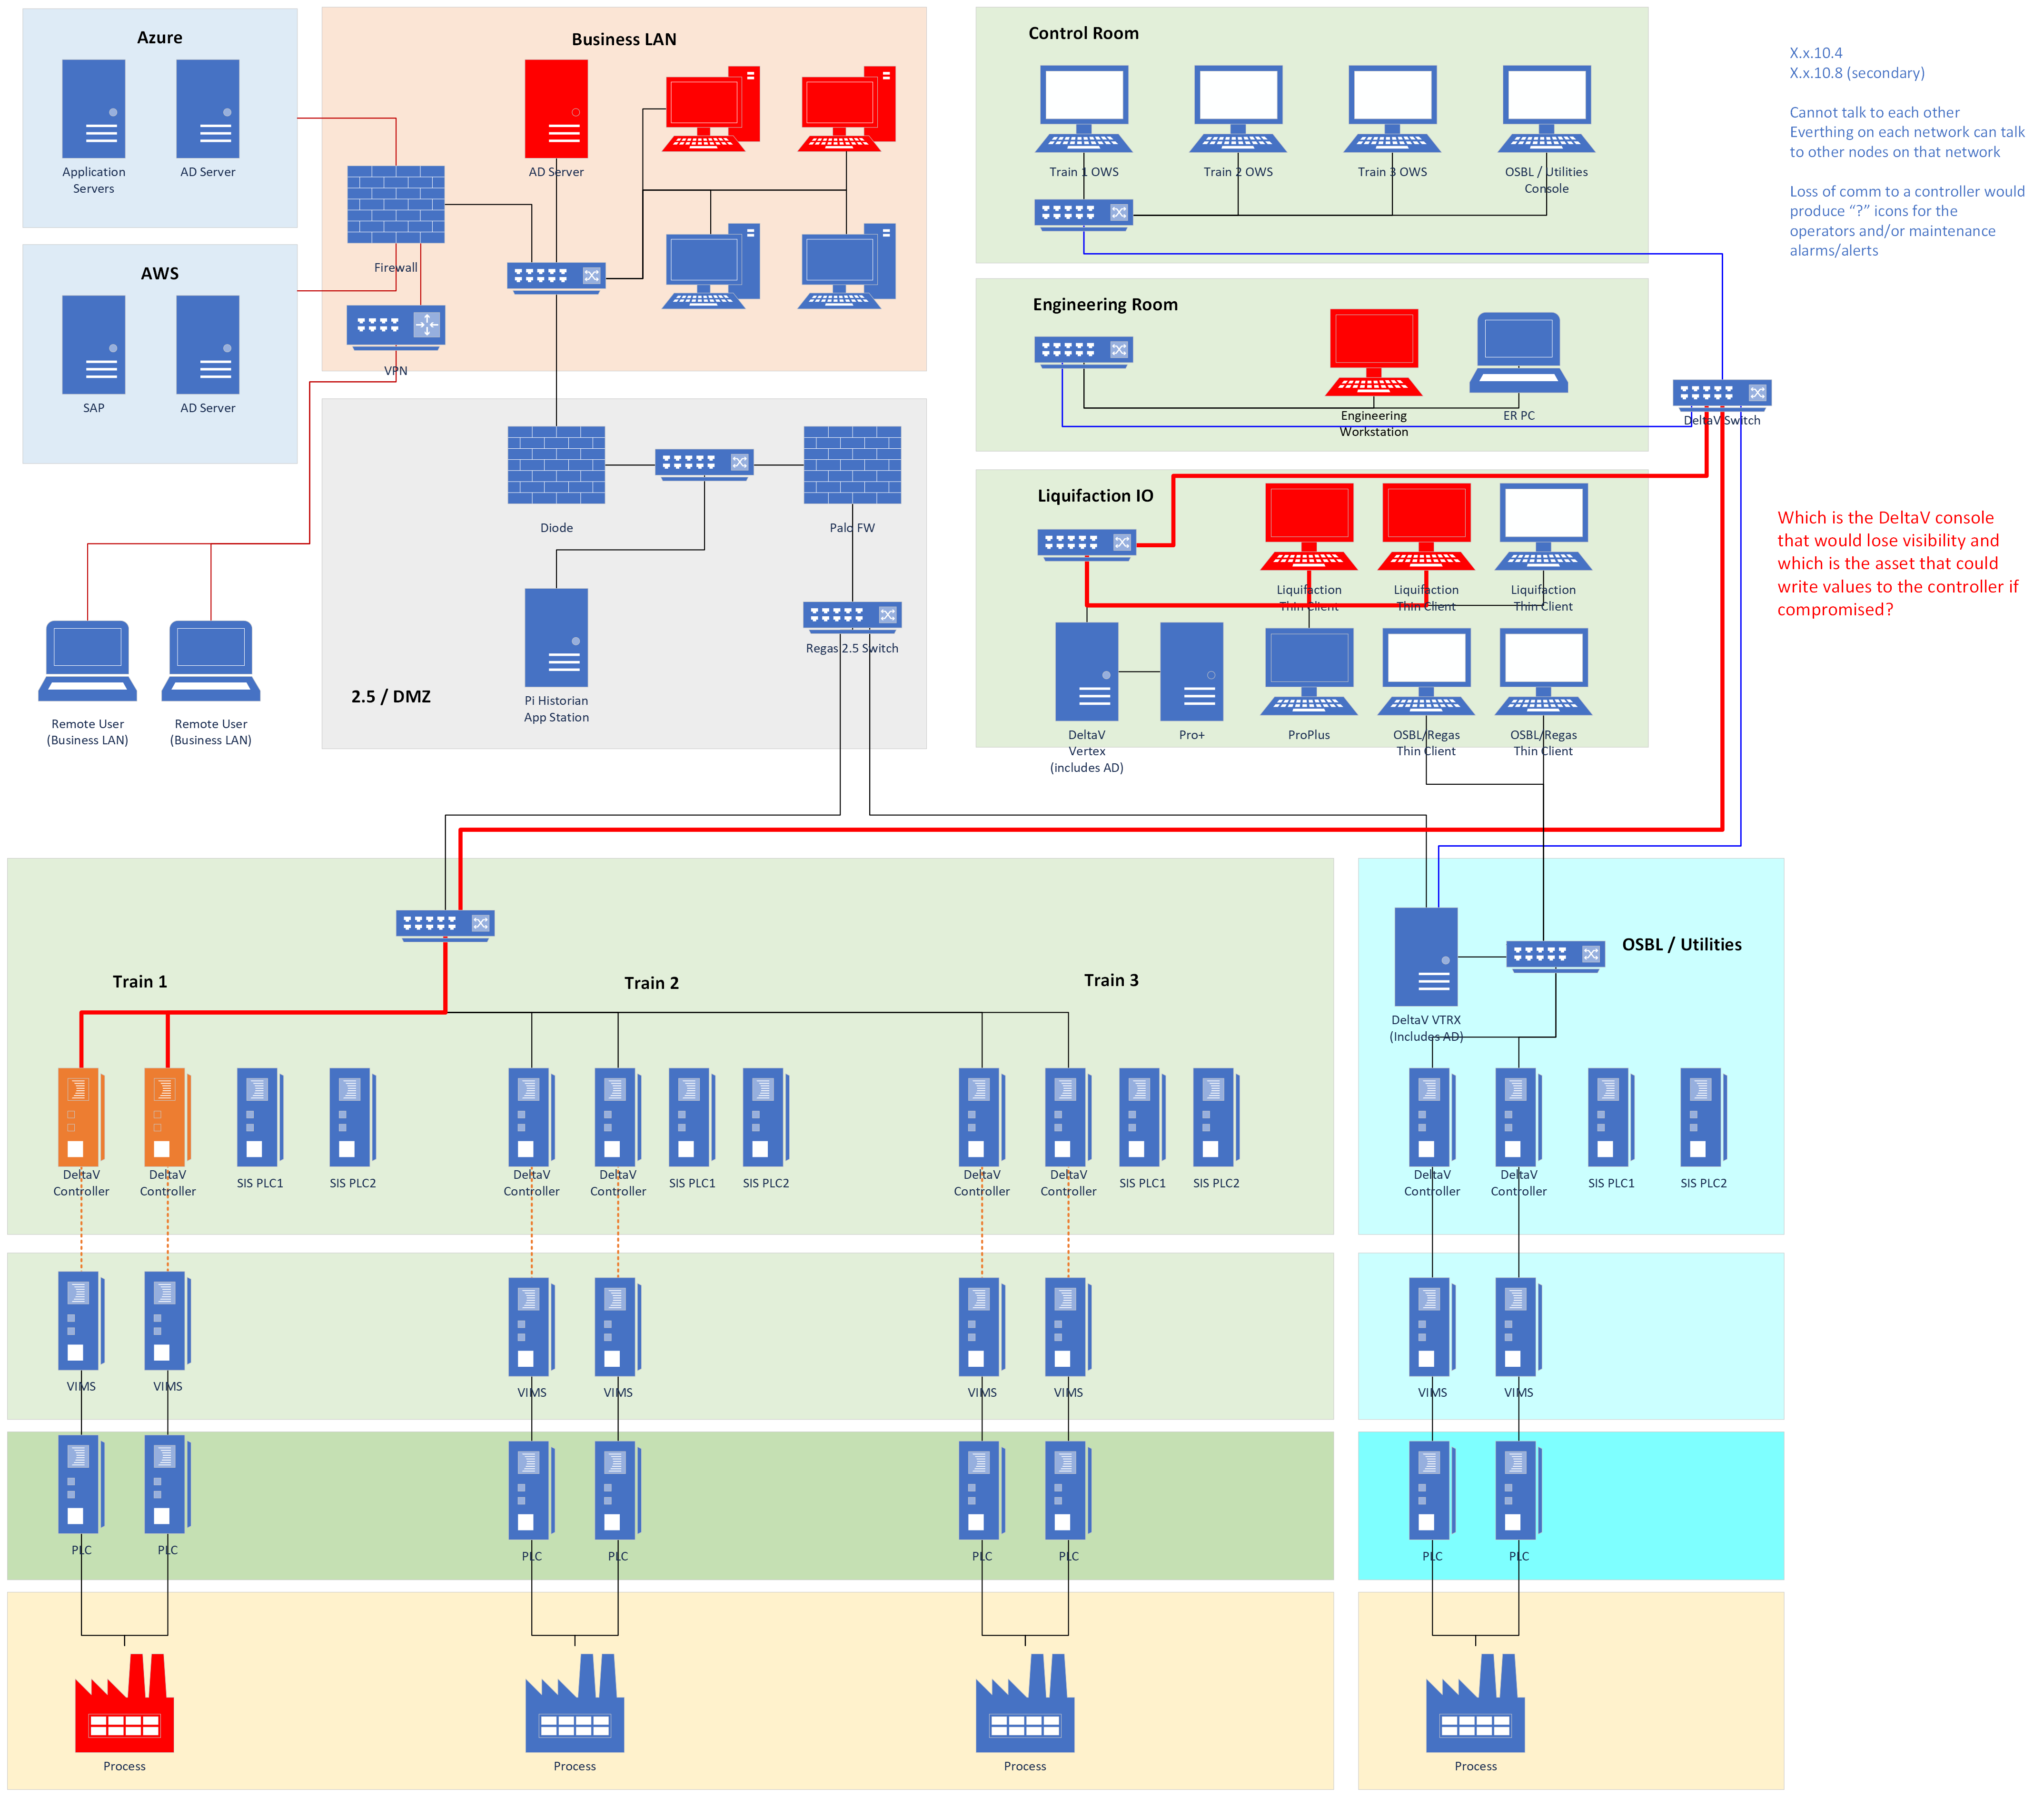 Azure
Application
Servers
AD Server
AWS
SAP
AD Server
Business LAN
AD Server
Firewall
VPN
Remote User
(Business LAN)
Remote User
(Business LAN)
Diode
Palo FW
Pi Historian
App Station
Regas 2.5 Switch
2.5 / DMZ
Control Room
Train 1 OWS
Train 2 OWS
Train 3 OWS
OSBL / Utilities
Console
Engineering Room
Engineering
Workstation
ER PC
DeltaV Switch
Liquifaction IO
Liquifaction
Thin Client
Liquifaction
Thin Client
Liquifaction
Thin Client
DeltaV
Vertex
(includes AD)
Pro+
ProPlus
OSBL/Regas
Thin Client
OSBL/Regas
Thin Client
X.x.10.4
X.x.10.8 (secondary)
Cannot talk to each other
Everthing on each network can talk
to other nodes on that network
Loss of comm to a controller would
produce “?” icons for the
operators and/or maintenance
alarms/alerts
Which is the DeltaV console
that would lose visibility and
which is the asset that could
write values to the controller if
compromised?
Train 1
Train 2
Train 3
OSBL / Utilities
DeltaV VTRX
(Includes AD)
DeltaV
Controller
DeltaV
Controller
SIS PLC1
SIS PLC2
DeltaV
Controller
DeltaV
Controller
SIS PLC1
SIS PLC2
DeltaV
Controller
DeltaV
Controller
SIS PLC1
SIS PLC2
DeltaV
Controller
DeltaV
Controller
SIS PLC1
SIS PLC2
VIMS
VIMS
VIMS
VIMS
VIMS
VIMS
VIMS
VIMS
PLC
PLC
PLC
PLC
PLC
PLC
PLC
PLC
Process
Process
Process
Process